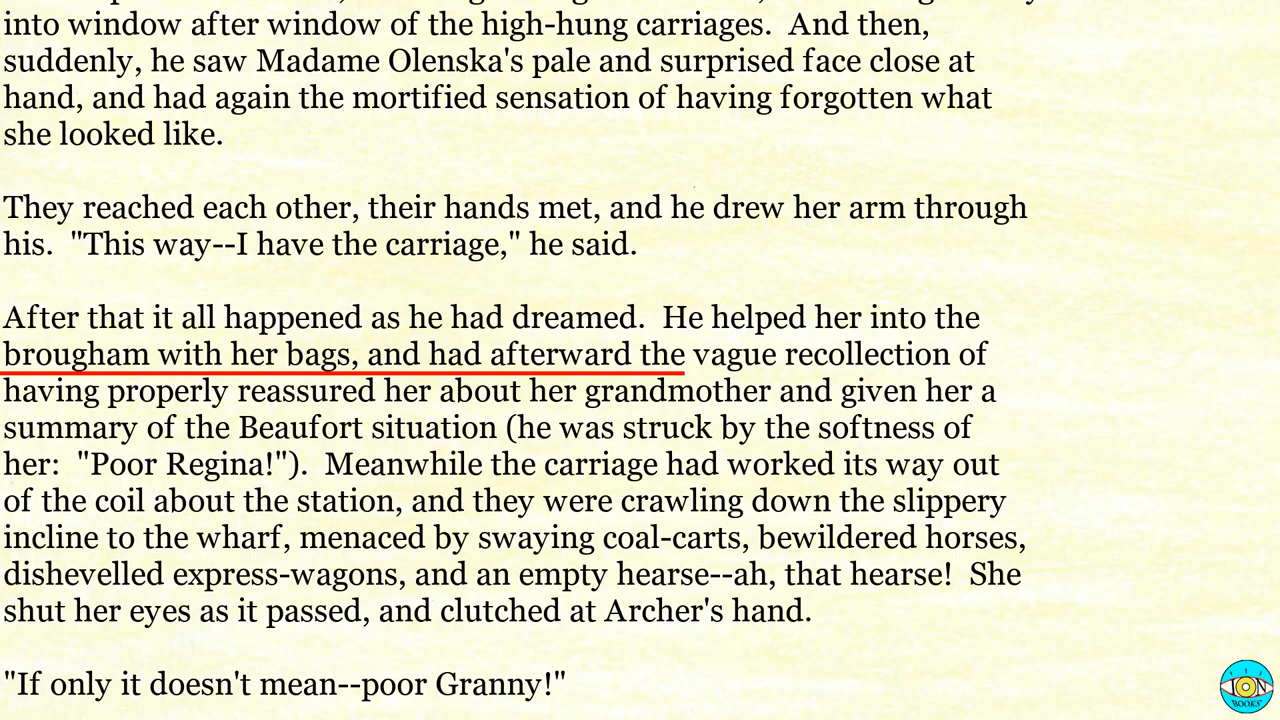 into window after window of the high-hung carriages.  And then,
suddenly, he saw Madame Olenska's pale and surprised face close at
hand, and had again the mortified sensation of having forgotten what
she looked like.
They reached each other, their hands met, and he drew her arm through
his.  "This way--I have the carriage," he said.
After that it all happened as he had dreamed.  He helped her into the
brougham with her bags, and had afterward the vague recollection of
having properly reassured her about her grandmother and given her a
summary of the Beaufort situation (he was struck by the softness of
her:  "Poor Regina!").  Meanwhile the carriage had worked its way out
of the coil about the station, and they were crawling down the slippery
incline to the wharf, menaced by swaying coal-carts, bewildered horses,
dishevelled express-wagons, and an empty hearse--ah, that hearse!  She
shut her eyes as it passed, and clutched at Archer's hand.
"If only it doesn't mean--poor Granny!"
ION
BOOKS